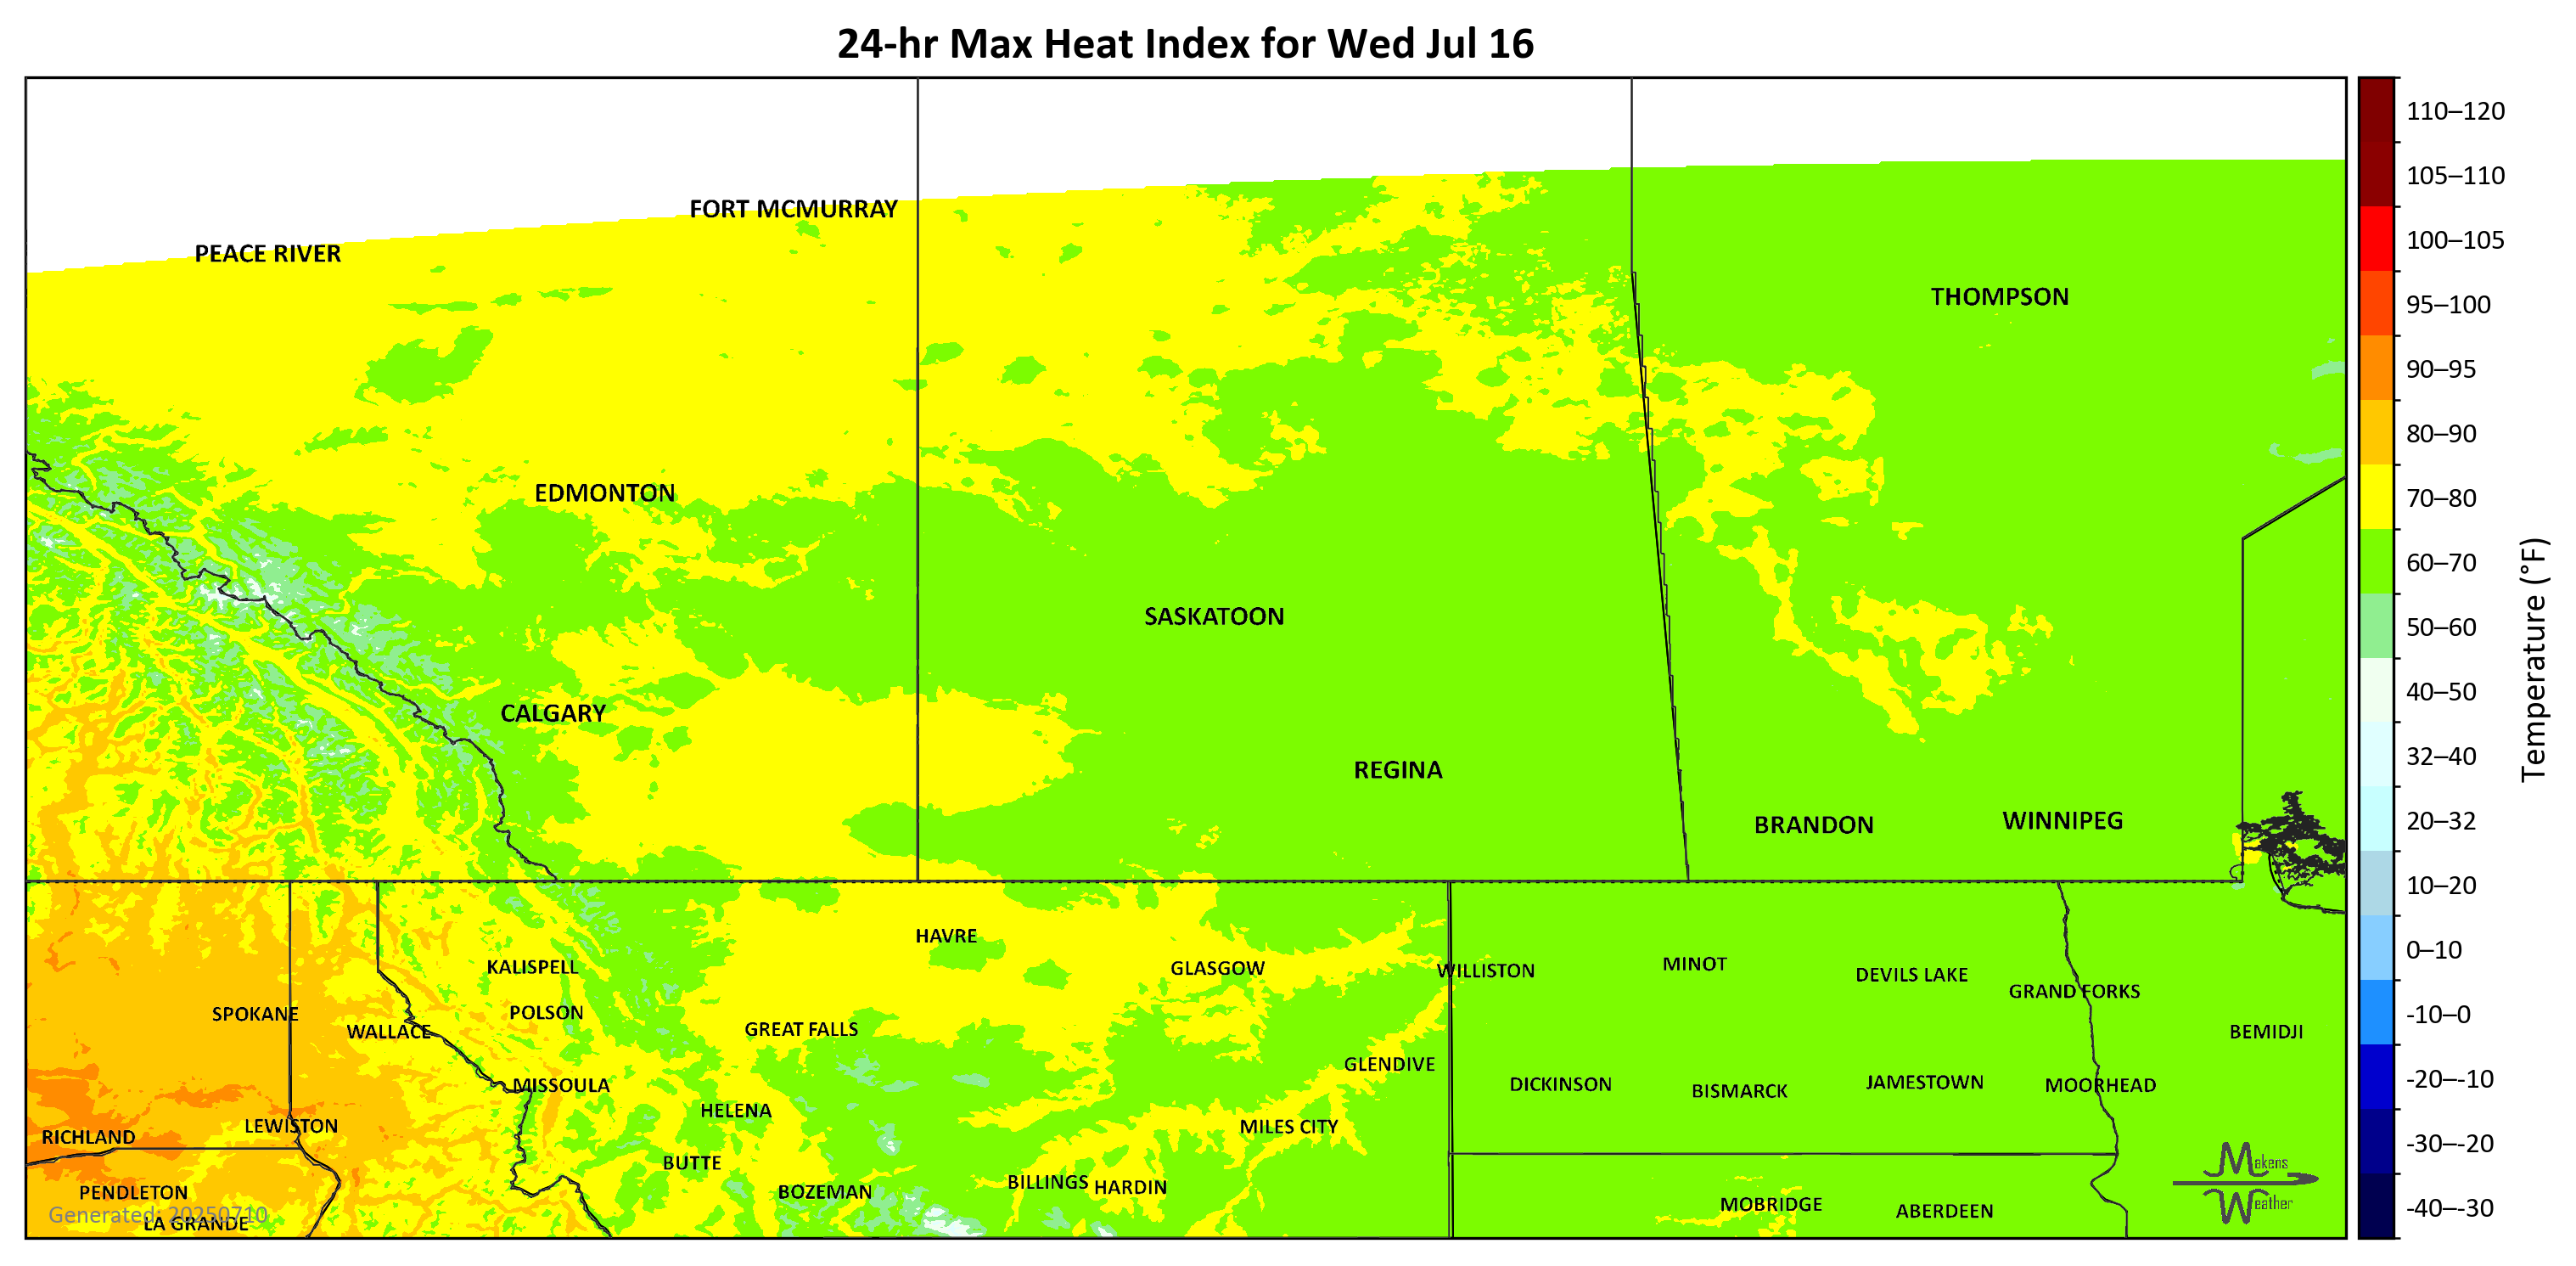 24-hr Max Heat Index for Wed Jul 16
FORT MCMURRAY
PEACE RIVER
THOMPSON
EDMONTON
SASKATOON
CALGARY
REGINA
BRANDON
WINNIPEG
HAVRE
KALISPELL
GLASGOW
WILLISTON
MINOT
DEVILS LAKE
GRAND FORKS
SPOKANE
POLSON
WALLACE
GREAT FALLS
BEMIDJI
GLENDIVE
MISSOULA
DICKINSON
BISMARCK
JAMESTOWN
MOORHEAD
HELENA
LEWISTON
MILES CITY
RICHLAND
BUTTE
BILLINGS
HARDIN
PENDLETON
BOZEMAN
MOBRIDGE
ABERDEEN
LA GRANDE
Generated: 20250710
Makens
Weather
110–120
105–110
100–105
95–100
90–95
80–90
70–80
60–70
50–60
40–50
32–40
20–32
10–20
0–10
-10–0
-20–-10
-30–-20
-40–-30
Temperature (°F)